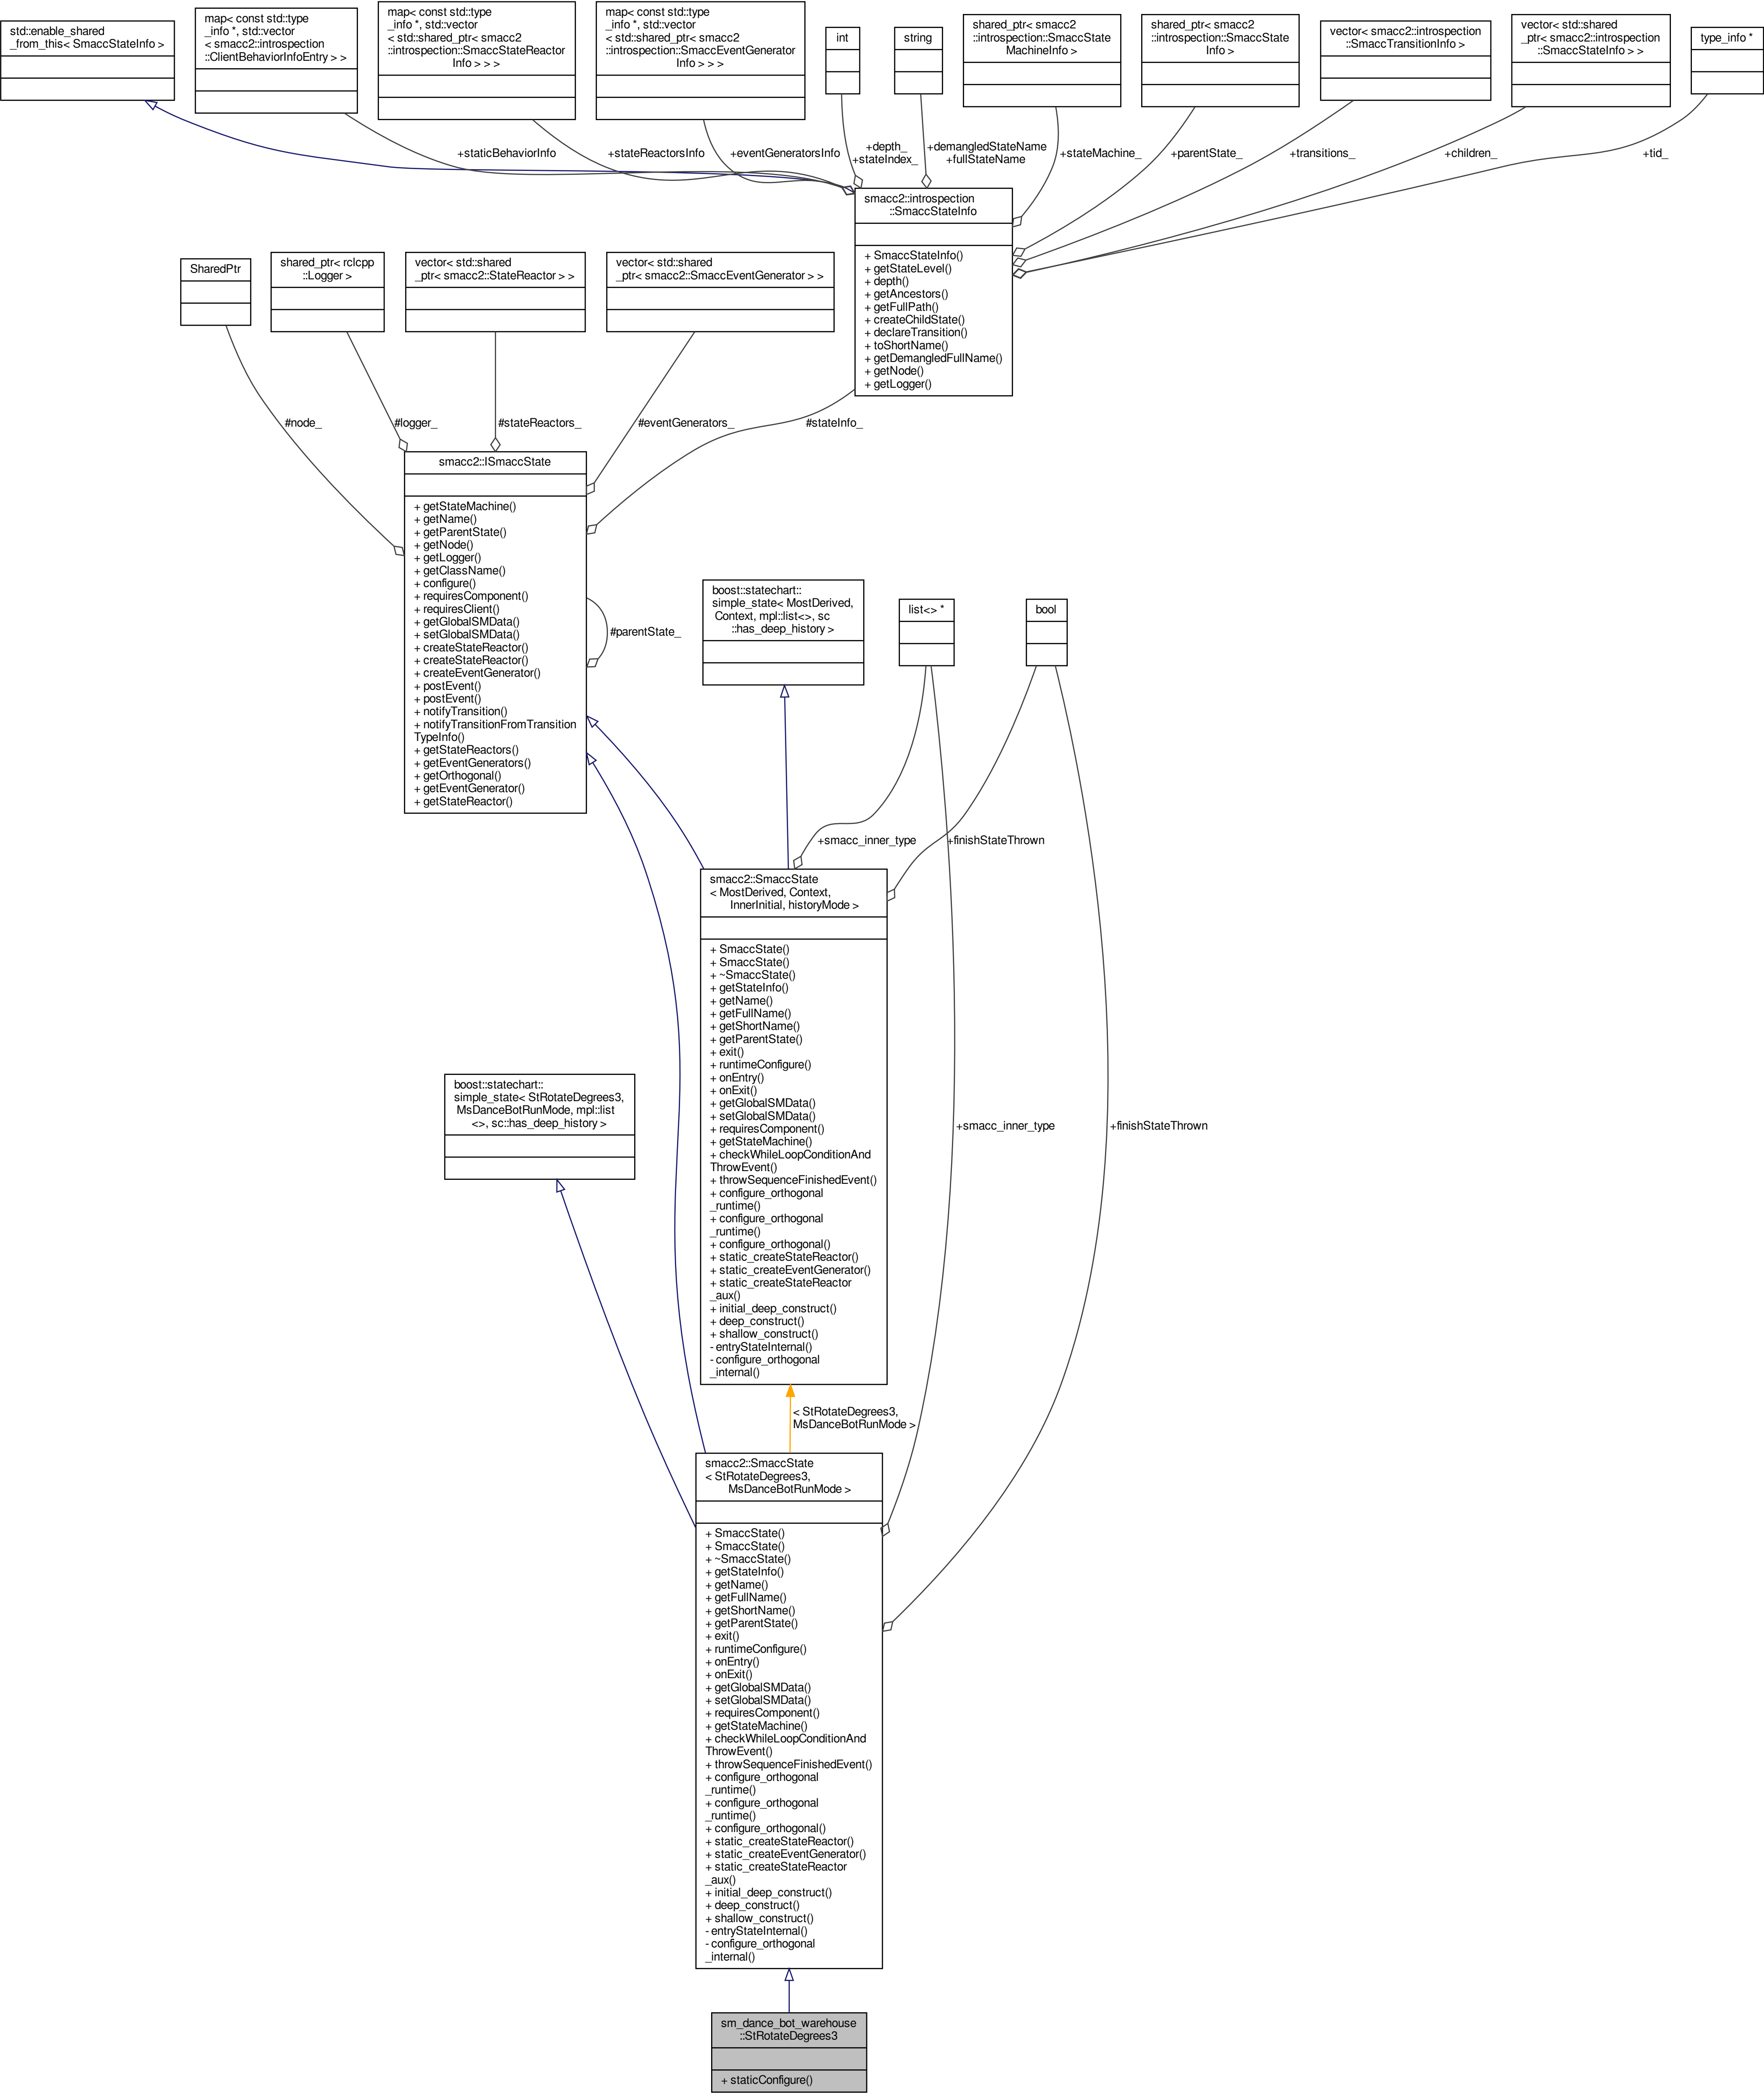 std::enable_shared
_from_this< SmaccStateInfo >
map< const std::type
_info *, std::vector
< smacc2::introspection
::ClientBehaviorInfoEntry > >
map< const std::type
_info *, std::vector
< std::shared_ptr< smacc2
::introspection::SmaccStateReactor
Info > > >
map< const std::type
_info *, std::vector
< std::shared_ptr< smacc2
::introspection::SmaccEventGenerator
Info > > >
int
string
shared_ptr< smacc2
::introspection::SmaccState
MachineInfo >
shared_ptr< smacc2
::introspection::SmaccState
Info >
vector< smacc2::introspection
::SmaccTransitionInfo >
vector< std::shared
_ptr< smacc2::introspection
::SmaccStateInfo > >
type_info *
+staticBehaviorInfo
+stateReactorsInfo
+eventGeneratorsInfo
+depth_
+stateIndex_
+demangledStateName
+fullStateName
+stateMachine_
+parentState_
+transitions_
+children_
+tid_
smacc2::introspection
::SmaccStateInfo
+ SmaccStateInfo()
+ getStateLevel()
+ depth()
+ getAncestors()
+ getFullPath()
+ createChildState()
+ declareTransition()
+ toShortName()
+ getDemangledFullName()
+ getNode()
+ getLogger()
SharedPtr
shared_ptr< rclcpp
::Logger >
vector< std::shared
_ptr< smacc2::StateReactor > >
vector< std::shared
_ptr< smacc2::SmaccEventGenerator > >
#node_
#logger_
#stateReactors_
#eventGenerators_
#stateInfo_
smacc2::ISmaccState
+ getStateMachine()
+ getName()
+ getParentState()
+ getNode()
+ getLogger()
+ getClassName()
+ configure()
+ requiresComponent()
+ requiresClient()
+ getGlobalSMData()
+ setGlobalSMData()
+ createStateReactor()
+ createStateReactor()
+ createEventGenerator()
+ postEvent()
+ postEvent()
+ notifyTransition()
+ notifyTransitionFromTransition
TypeInfo()
+ getStateReactors()
+ getEventGenerators()
+ getOrthogonal()
+ getEventGenerator()
+ getStateReactor()
#parentState_
boost::statechart::
simple_state< MostDerived,
Context, mpl::list<>, sc
::has_deep_history >
list<> *
bool
+smacc_inner_type
+finishStateThrown
smacc2::SmaccState
< MostDerived, Context,
InnerInitial, historyMode >
+ SmaccState()
+ SmaccState()
+ ~SmaccState()
+ getStateInfo()
+ getName()
+ getFullName()
+ getShortName()
+ getParentState()
+ exit()
+ runtimeConfigure()
+ onEntry()
+ onExit()
+ getGlobalSMData()
+ setGlobalSMData()
+ requiresComponent()
+ getStateMachine()
+ checkWhileLoopConditionAnd
ThrowEvent()
+ throwSequenceFinishedEvent()
+ configure_orthogonal
_runtime()
+ configure_orthogonal
_runtime()
+ configure_orthogonal()
+ static_createStateReactor()
+ static_createEventGenerator()
+ static_createStateReactor
_aux()
+ initial_deep_construct()
+ deep_construct()
+ shallow_construct()
- entryStateInternal()
- configure_orthogonal
_internal()
boost::statechart::
simple_state< StRotateDegrees3,
MsDanceBotRunMode, mpl::list
<>, sc::has_deep_history >
+smacc_inner_type
+finishStateThrown
< StRotateDegrees3,
MsDanceBotRunMode >
smacc2::SmaccState
< StRotateDegrees3,
MsDanceBotRunMode >
+ SmaccState()
+ SmaccState()
+ ~SmaccState()
+ getStateInfo()
+ getName()
+ getFullName()
+ getShortName()
+ getParentState()
+ exit()
+ runtimeConfigure()
+ onEntry()
+ onExit()
+ getGlobalSMData()
+ setGlobalSMData()
+ requiresComponent()
+ getStateMachine()
+ checkWhileLoopConditionAnd
ThrowEvent()
+ throwSequenceFinishedEvent()
+ configure_orthogonal
_runtime()
+ configure_orthogonal
_runtime()
+ configure_orthogonal()
+ static_createStateReactor()
+ static_createEventGenerator()
+ static_createStateReactor
_aux()
+ initial_deep_construct()
+ deep_construct()
+ shallow_construct()
- entryStateInternal()
- configure_orthogonal
_internal()
sm_dance_bot_warehouse
::StRotateDegrees3
+ staticConfigure()